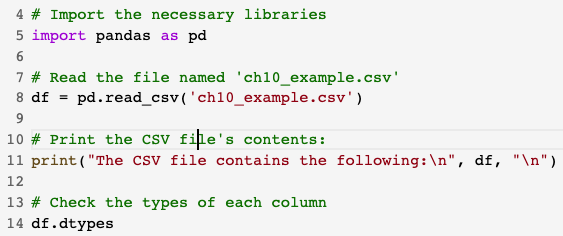 4 # Import the necessary libraries
5 import pandas as pd
6
7 # Read the file named 'ch10_example.csv'
8 df = pd.read_csv('ch10_example.csv')
9
10 # Print the CSV file's contents:
11 print("The CSV file contains the following:\n", df, "\n")
12
13 # Check the types of each column
14 df.dtypes